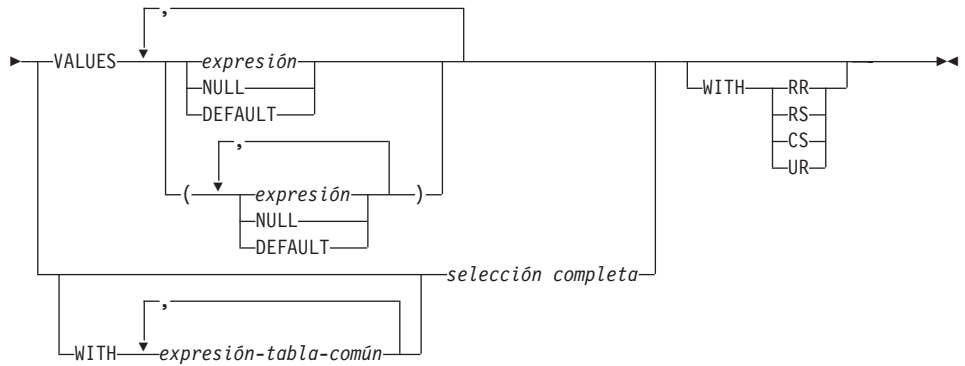 ,
VALUES expresión WITH RR
NULL RS
DEFAULT CS
, UR
( expresión )
NULL
DEFAULT
selección completa
,
WITH expresión-tabla-común